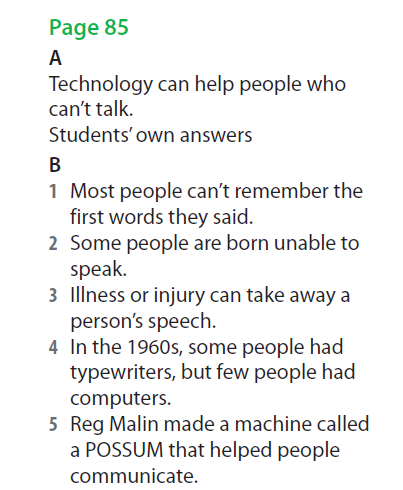 Page 85
A
Technology can help people who
can't talk.
Students' own answers
B
1 Most people can't remember the
first words they said.
2 Some people are born unable to
speak.
3 Illness or injury can take away a
person's speech.
4 In the 1960s, some people had
typewriters, but few people had
computers.
5 Reg Malin made a machine called
a POSSUM that helped people
communicate.